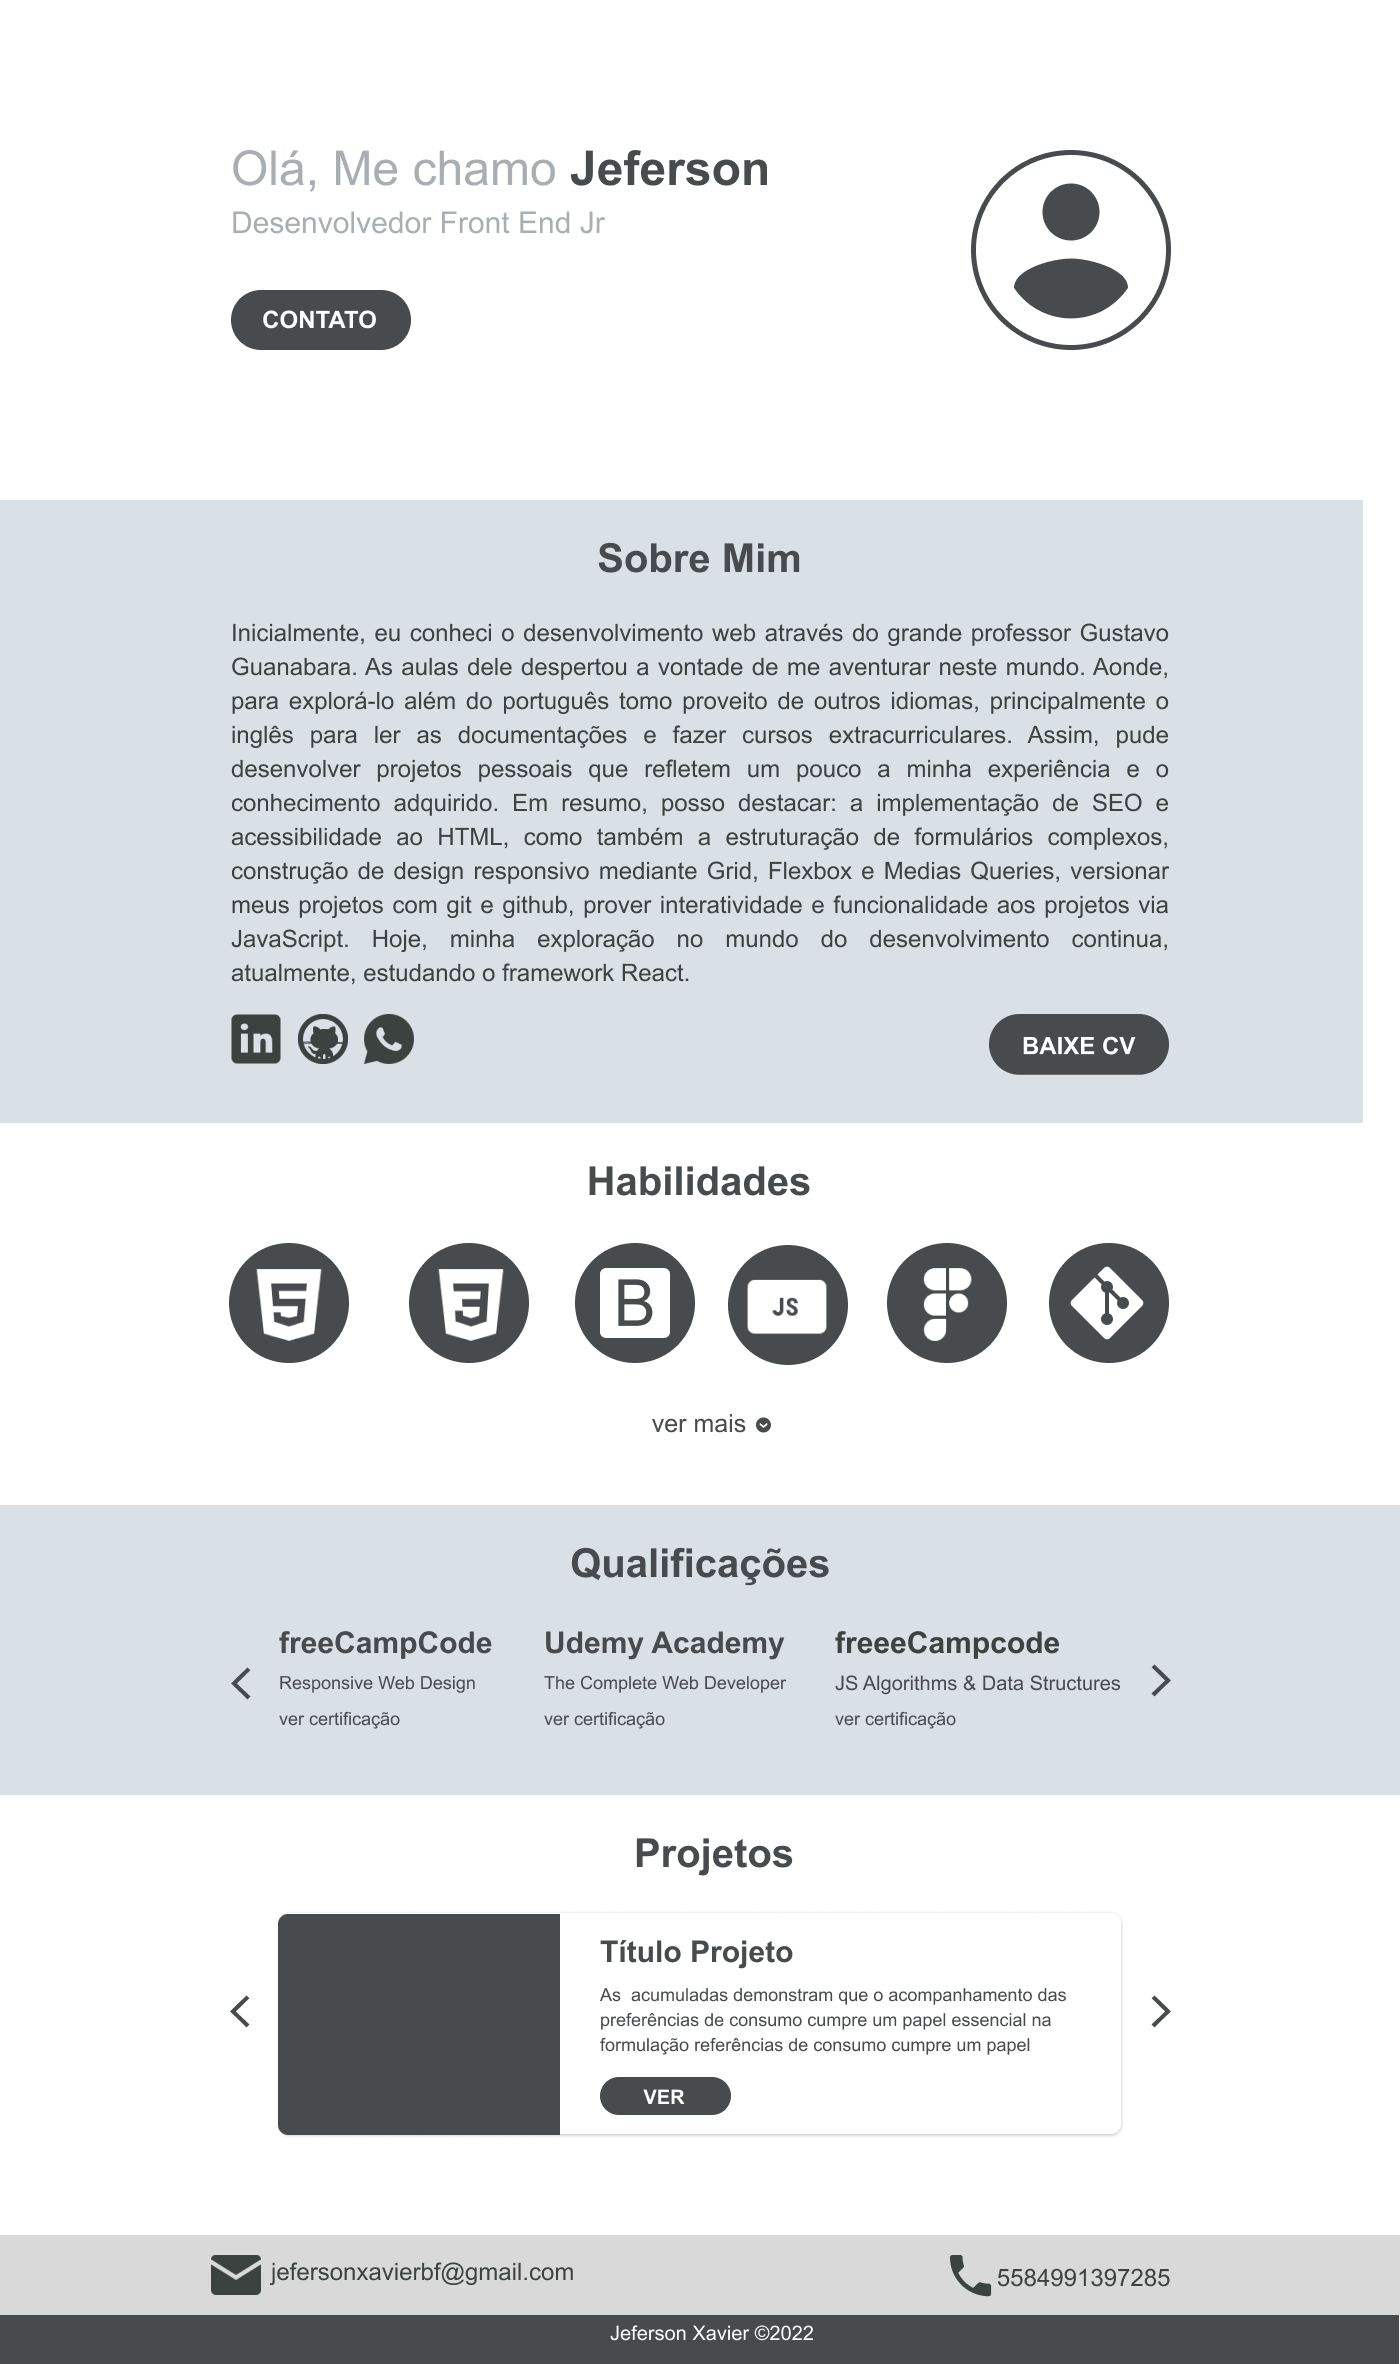 Olá, Me chamo Jeferson
Desenvolvedor Front End Jr
CONTATO
Sobre Mim
Inicialmente, eu conheci o desenvolvimento web através do grande professor Gustavo
Guanabara. As aulas dele despertou a vontade de me aventurar neste mundo. Aonde,
para explorá-lo além do português tomo proveito de outros idiomas, principalmente o
inglês para ler as documentações e fazer cursos extracurriculares. Assim, pude
desenvolver projetos pessoais que refletem um pouco a minha experiência e o
conhecimento adquirido. Em resumo, posso destacar: a implementação de SEO e
acessibilidade ao HTML, como também a estruturação de formulários complexos,
construção de design responsivo mediante Grid, Flexbox e Medias Queries, versionar
meus projetos com git e github, prover interatividade e funcionalidade aos projetos via
JavaScript. Hoje, minha exploração no mundo do desenvolvimento continua,
atualmente, estudando o framework React.
in
BAIXE CV
Habilidades
5 3 B JS
ver mais
Qualificações
freeCampCode
Responsive Web Design
ver certificação
Udemy Academy
The Complete Web Developer
ver certificação
freeeCampcode
JS Algorithms & Data Structures
ver certificação
Projetos
Título Projeto
As acumuladas demonstram que o acompanhamento das
preferências de consumo cumpre um papel essencial na
formulação referências de consumo cumpre um papel
VER
jefersonxavierbf@gmail.com
5584991397285
Jeferson Xavier ©2022